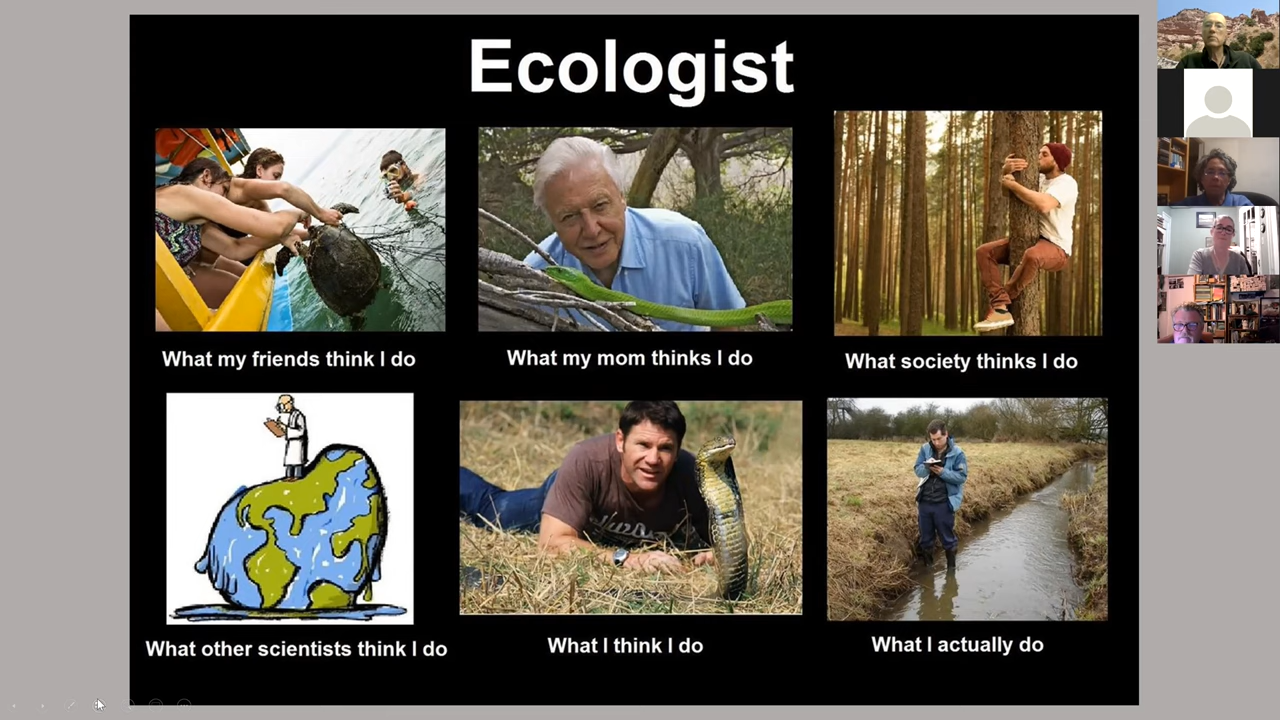 Ecologist
What my friends think I do
What my mom thinks I do
What society thinks I do
What other scientists think I do
What I think I do
What I actually do